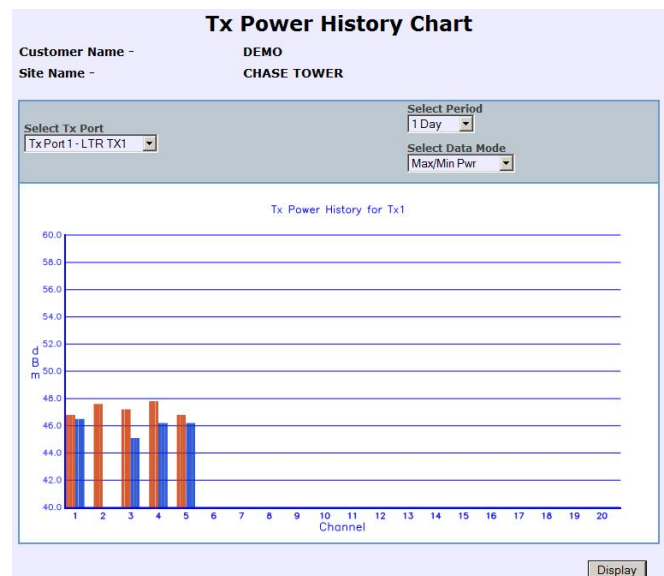 Tx Power History Chart
Customer Name - DEMO
Site Name - CHASE TOWER
Select Tx Port
Tx Port 1 - LTR TX1
Select Period
1 Day
Select Data Mode
Max/Min Pwr
Tx Power History for Tx1
60.0
58.0
56.0
54.0
52.0
50.0
48.0
46.0
44.0
42.0
40.0
dBm
1 2 3 4 5 6 7 8 9 10 11 12 13 14 15 16 17 18 19 20
Channel
Display